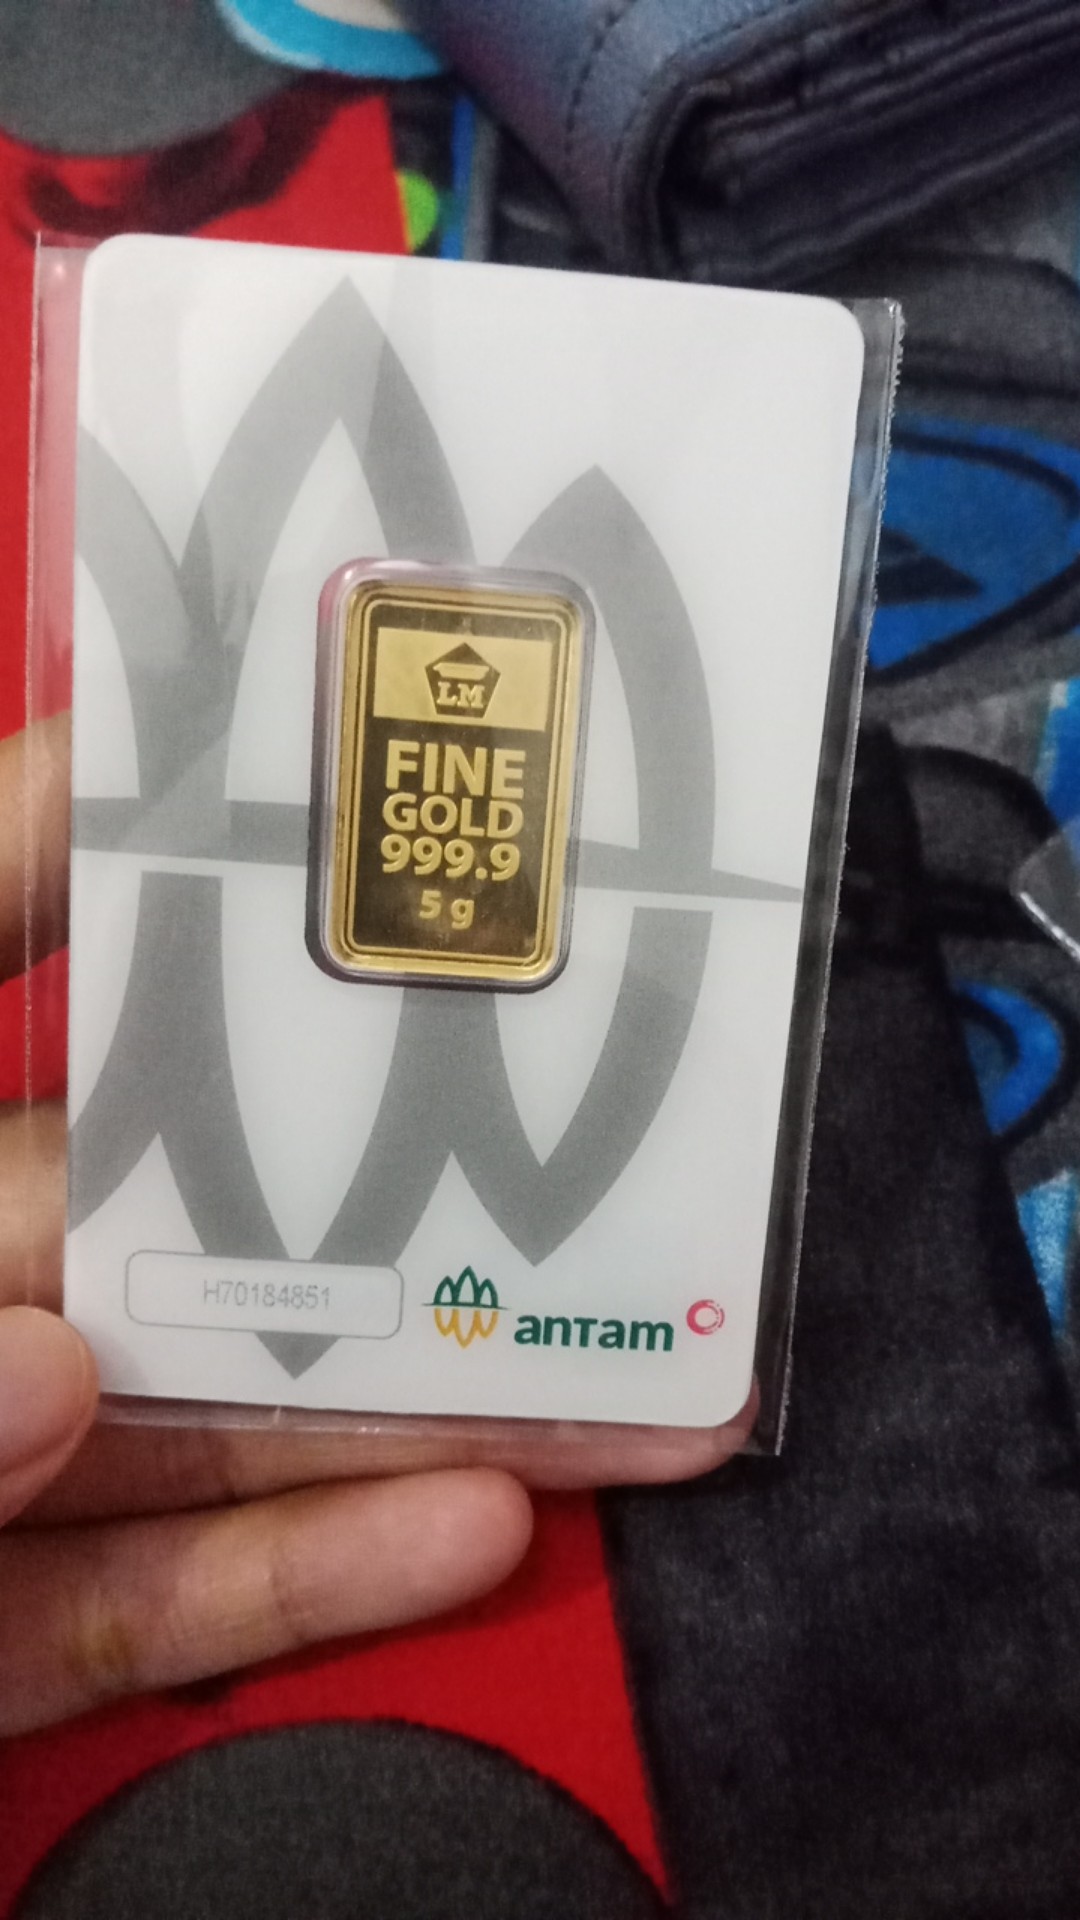 LM
FINE
GOLD
999.9
5 g
H70184851
antam